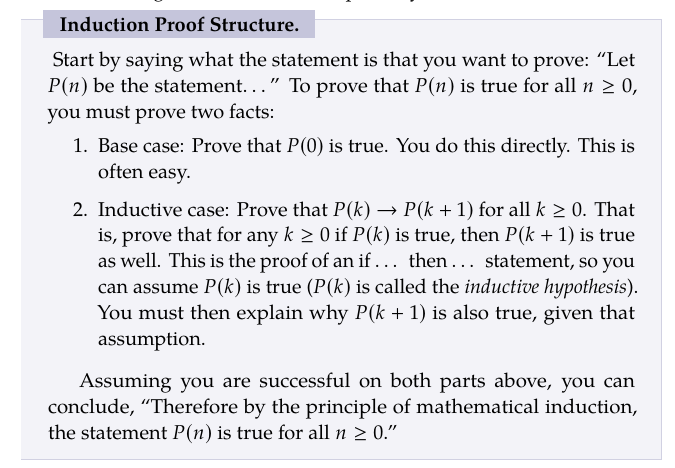 Induction Proof Structure.
Start by saying what the statement is that you want to prove: “Let
P(n) be the statement. . . ” To prove that P(n) is true for all n ≥ 0,
you must prove two facts:
1. Base case: Prove that P(0) is true. You do this directly. This is
often easy.
2. Inductive case: Prove that P(k) → P(k + 1) for all k ≥ 0. That
is, prove that for any k ≥ 0 if P(k) is true, then P(k + 1) is true
as well. This is the proof of an if . . . then . . . statement, so you
can assume P(k) is true (P(k) is called the inductive hypothesis).
You must then explain why P(k + 1) is also true, given that
assumption.
Assuming you are successful on both parts above, you can
conclude, “Therefore by the principle of mathematical induction,
the statement P(n) is true for all n ≥ 0.”